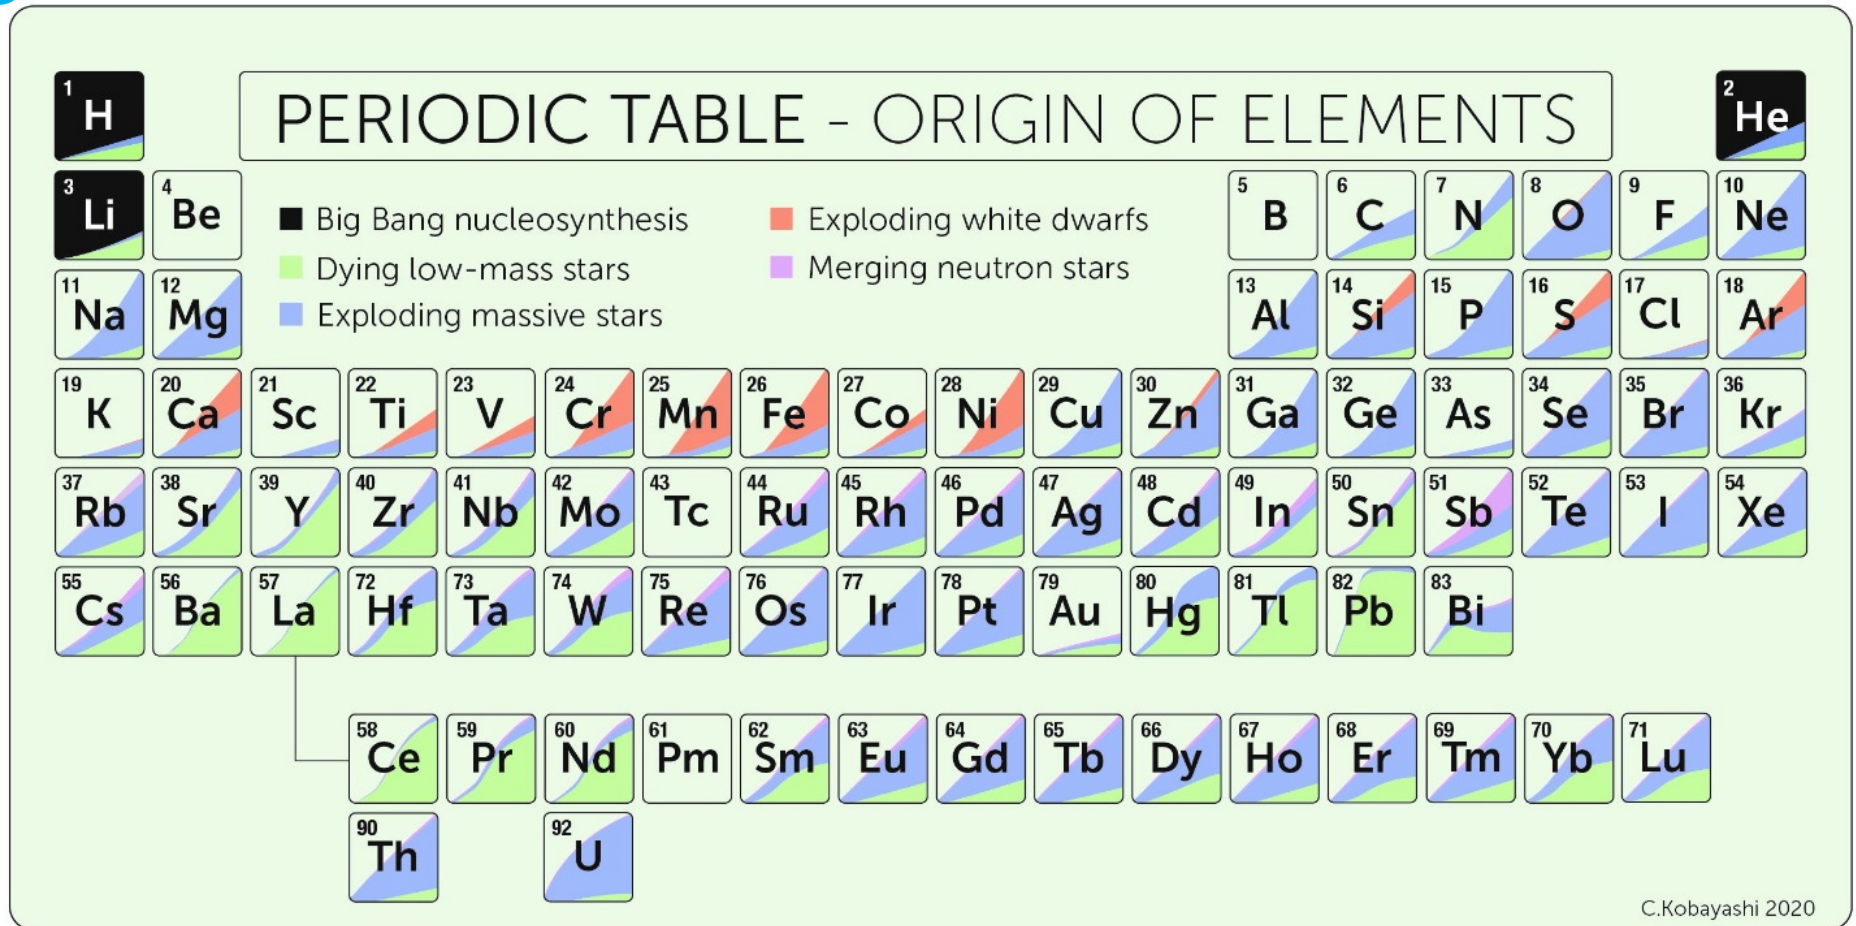 1 H
PERIODIC TABLE - ORIGIN OF ELEMENTS
2 He
3 Li
4 Be
Big Bang nucleosynthesis
Dying low-mass stars
Exploding massive stars
Exploding white dwarfs
Merging neutron stars
5 B
6 C
7 N
8 O
9 F
10 Ne
11 Na
12 Mg
13 Al
14 Si
15 P
16 S
17 Cl
18 Ar
19 K
20 Ca
21 Sc
22 Ti
23 V
24 Cr
25 Mn
26 Fe
27 Co
28 Ni
29 Cu
30 Zn
31 Ga
32 Ge
33 As
34 Se
35 Br
36 Kr
37 Rb
38 Sr
39 Y
40 Zr
41 Nb
42 Mo
43 Tc
44 Ru
45 Rh
46 Pd
47 Ag
48 Cd
49 In
50 Sn
51 Sb
52 Te
53 I
54 Xe
55 Cs
56 Ba
57 La
72 Hf
73 Ta
74 W
75 Re
76 Os
77 Ir
78 Pt
79 Au
80 Hg
81 Tl
82 Pb
83 Bi
58 Ce
59 Pr
60 Nd
61 Pm
62 Sm
63 Eu
64 Gd
65 Tb
66 Dy
67 Ho
68 Er
69 Tm
70 Yb
71 Lu
90 Th
92 U
C.Kobayashi 2020